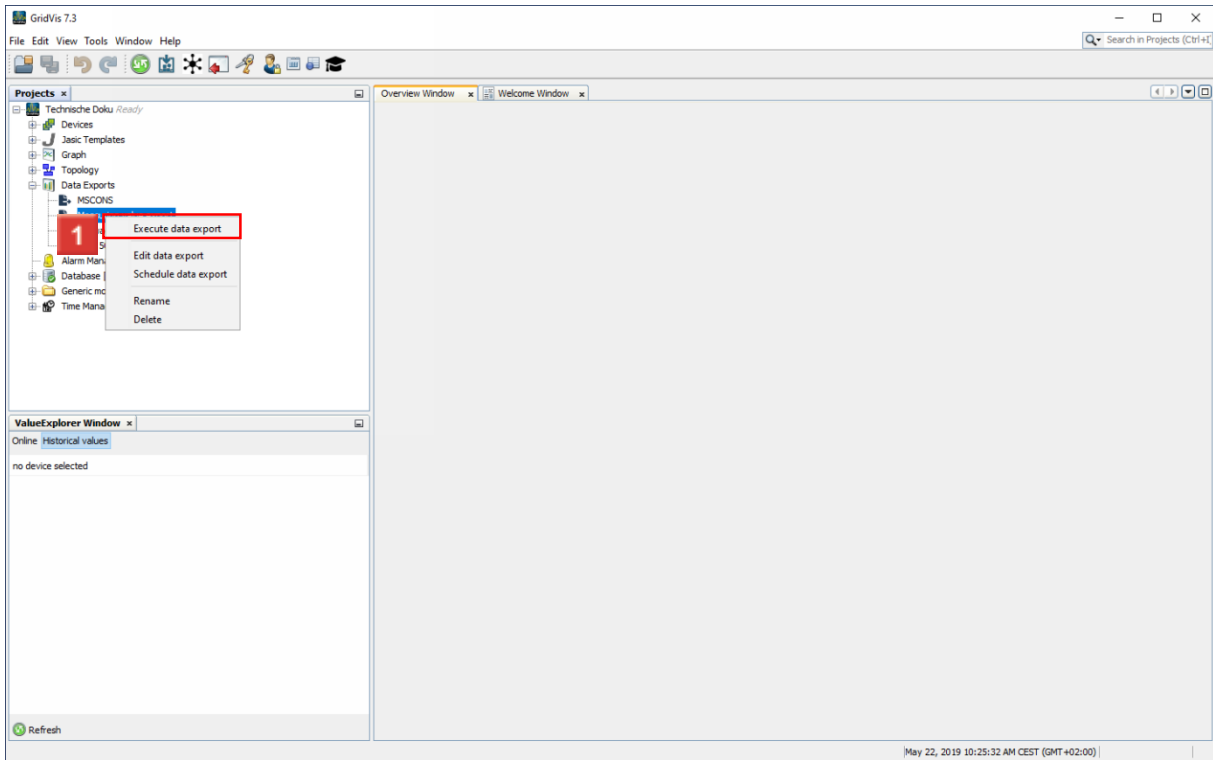 GridVis 7.3
File Edit View Tools Window Help
Search in Projects (Ctrl+I
Projects
Overview Window
Welcome Window
Technische Doku Ready
Devices
Jasic Templates
Graph
Topology
Data Exports
MSCONS
1
Execute data export
Edit data export
Schedule data export
Rename
Delete
Alarm Man
Database [
Generic mo
Time Mana
ValueExplorer Window
Online Historical values
no device selected
Refresh
May 22, 2019 10:25:32 AM CEST (GMT+02:00)